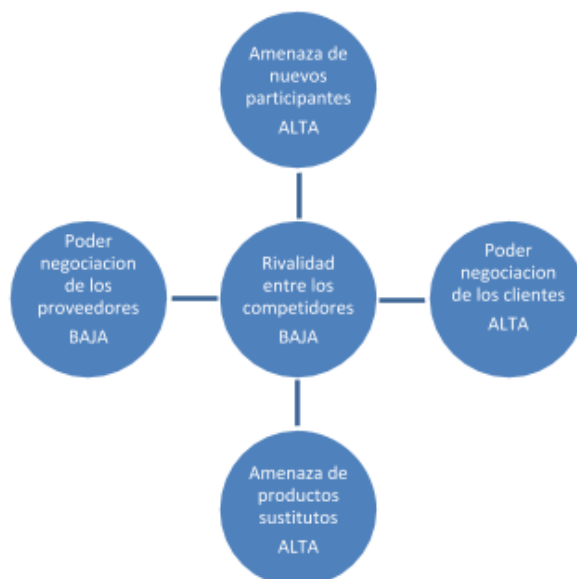 Amenaza de
nuevos
participantes
ALTA
Poder
negociacion
de los
proveedores
BAJA
Rivalidad
entre los
competidores
BAJA
Poder
negociacion
de los clientes
ALTA
Amenaza de
productos
sustitutos
ALTA